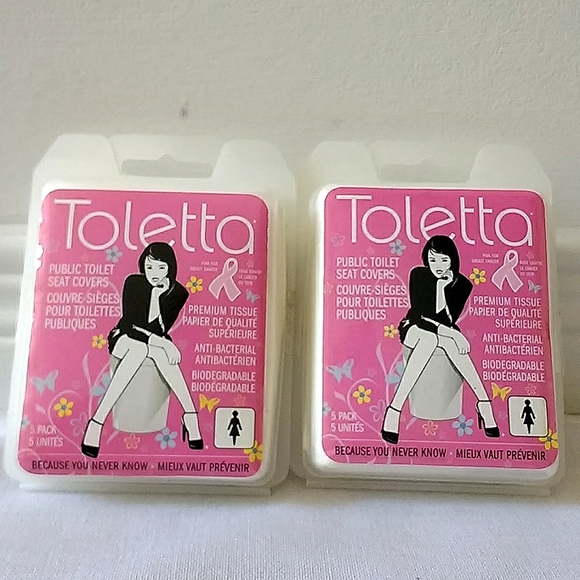 Toletta
PUBLIC TOILET
SEAT COVERS
COUVRE-SIÈGES
POUR TOILETTES
PUBLIQUES
PREMIUM TISSUE
PAPIER DE QUALITÉ
SUPÉRIEURE
ANTI-BACTERIAL
ANTIBACTÉRIEN
BIODEGRADABLE
BIODÉGRADABLE
5 PACK
5 UNITÉS
BECAUSE YOU NEVER KNOW • MIEUX VAUT PRÉVENIR
Toletta
PUBLIC TOILET
SEAT COVERS
COUVRE-SIÈGES
POUR TOILETTES
PUBLIQUES
PREMIUM TISSUE
PAPIER DE QUALITÉ
SUPÉRIEURE
ANTI-BACTERIAL
ANTIBACTÉRIEN
BIODEGRADABLE
BIODÉGRADABLE
5 PACK
5 UNITÉS
BECAUSE YOU NEVER KNOW • MIEUX VAUT PRÉVENIR